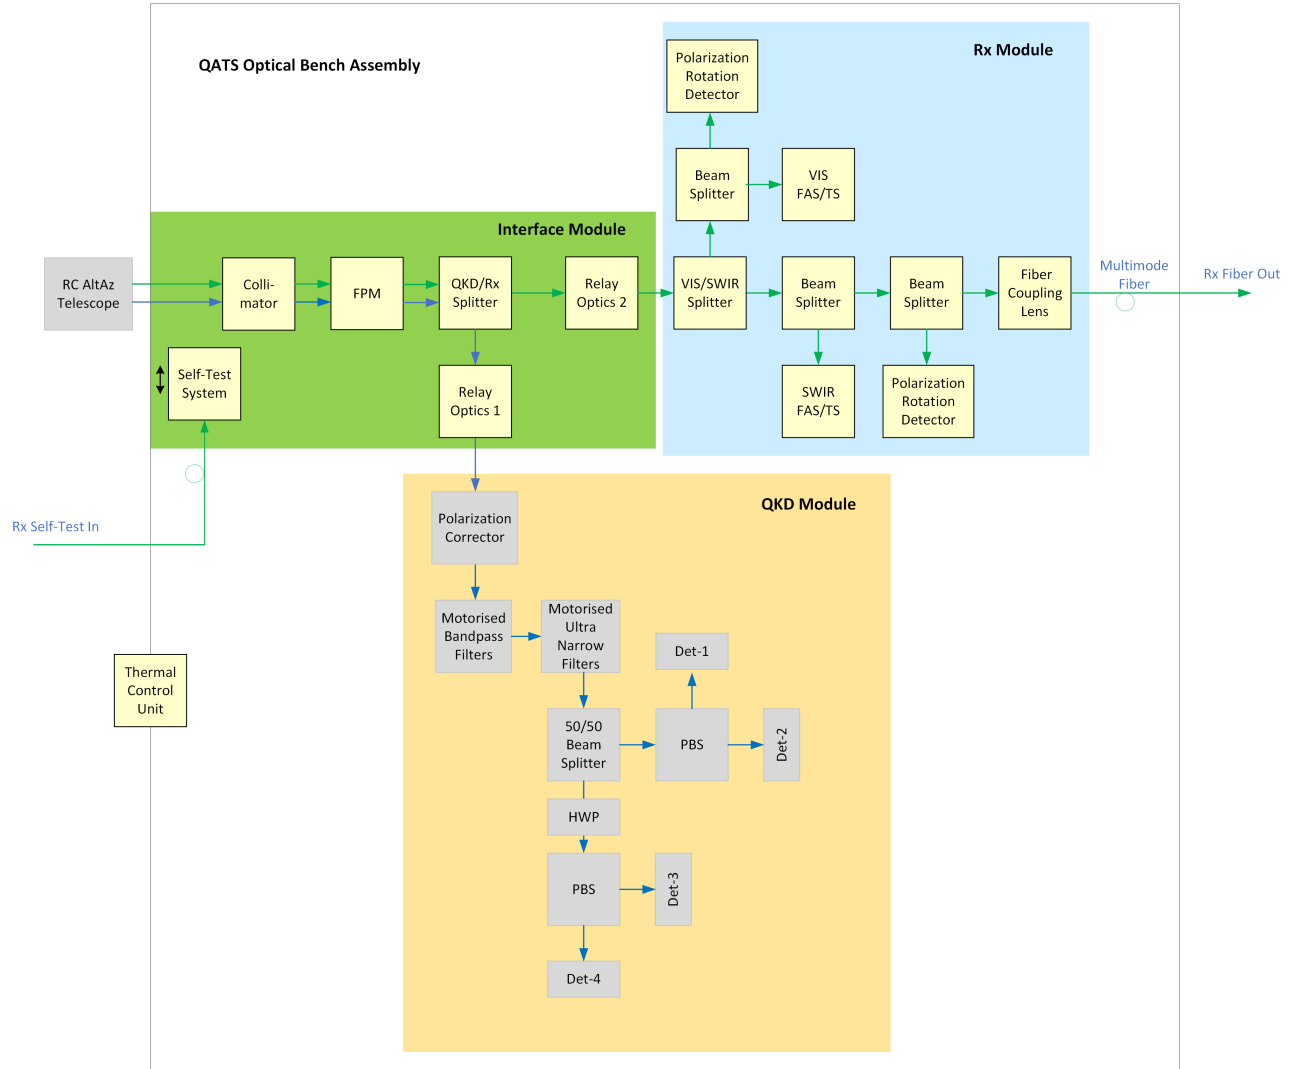 QATS Optical Bench Assembly
Rx Module
Polarization
Rotation
Detector
Beam
Splitter
VIS
FAS/TS
Interface Module
RC AltAz
Telescope
Colli-
mator
FPM
QKD/Rx
Splitter
Relay
Optics 2
VIS/SWIR
Splitter
Beam
Splitter
Beam
Splitter
Fiber
Coupling
Lens
Multimode
Fiber
Rx Fiber Out
Self-Test
System
Relay
Optics 1
SWIR
FAS/TS
Polarization
Rotation
Detector
Rx Self-Test In
QKD Module
Polarization
Corrector
Motorised
Bandpass
Filters
Motorised
Ultra
Narrow
Filters
Det-1
Thermal
Control
Unit
50/50
Beam
Splitter
PBS
Det-2
HWP
PBS
Det-3
Det-4